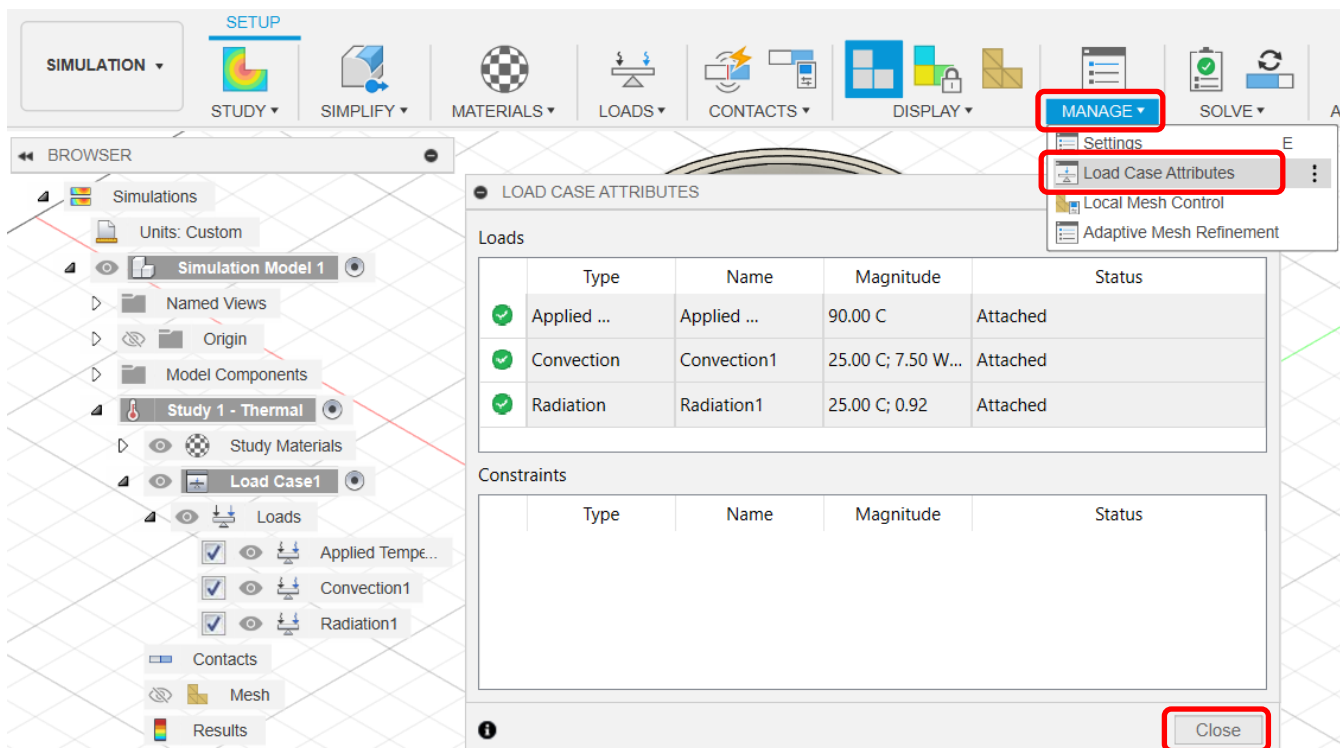 SETUP
SIMULATION
STUDY
SIMPLIFY
MATERIALS
LOADS
CONTACTS
DISPLAY
MANAGE
SOLVE
A
Settings E
Load Case Attributes
Local Mesh Control
Adaptive Mesh Refinement
BROWSER
Simulations
Units: Custom
Simulation Model 1
Named Views
Origin
Model Components
Study 1 - Thermal
Study Materials
Load Case1
Loads
Applied Tempe...
Convection1
Radiation1
Contacts
Mesh
Results
LOAD CASE ATTRIBUTES
Loads
Type Name Magnitude Status
Applied ... Applied ... 90.00 C Attached
Convection Convection1 25.00 C; 7.50 W... Attached
Radiation Radiation1 25.00 C; 0.92 Attached
Constraints
Type Name Magnitude Status
Close